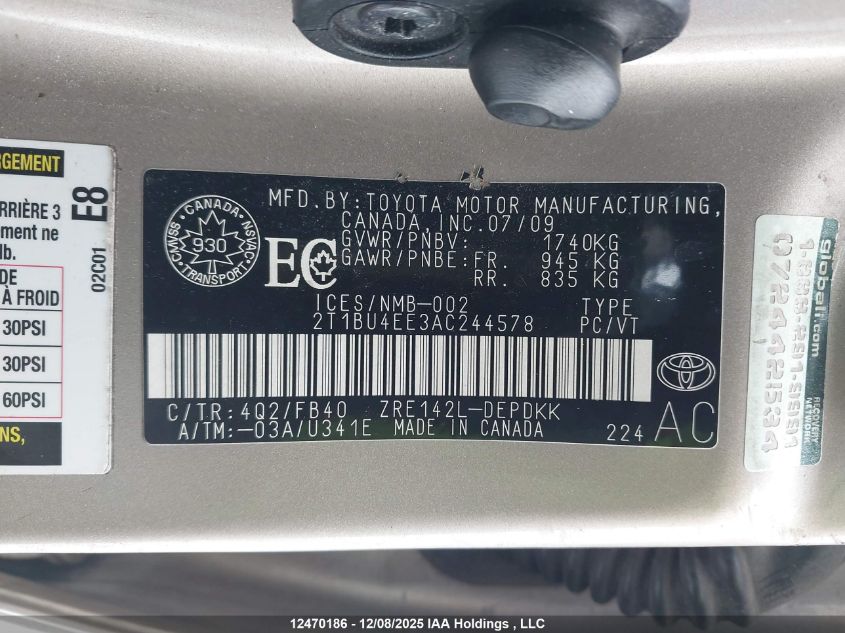 RGEMENT
RRIÈRE 3
ment ne
lb.
DE
À FROID
30PSI
30PSI
60PSI
NS,
E8
02C01
CANADA
CMVSS
NSVAC
930
TRANSPORT
EC
MFD. BY: TOYOTA MOTOR MANUFACTURING,
CANADA, INC. 07/09
GVWR/PNBV: 1740KG
GAWR/PNBE: FR. 945 KG
RR. 835 KG
ICES/NMB-002 TYPE
2T1BU4EE3AC244578 PC/VT
C/TR: 4Q2/FB40 ZRE142L-DEPDKK
A/TM: -03A/U341E MADE IN CANADA
224 AC
globali.com
RECOVERY
NETWORK
12470186 - 12/08/2025 IAA Holdings , LLC